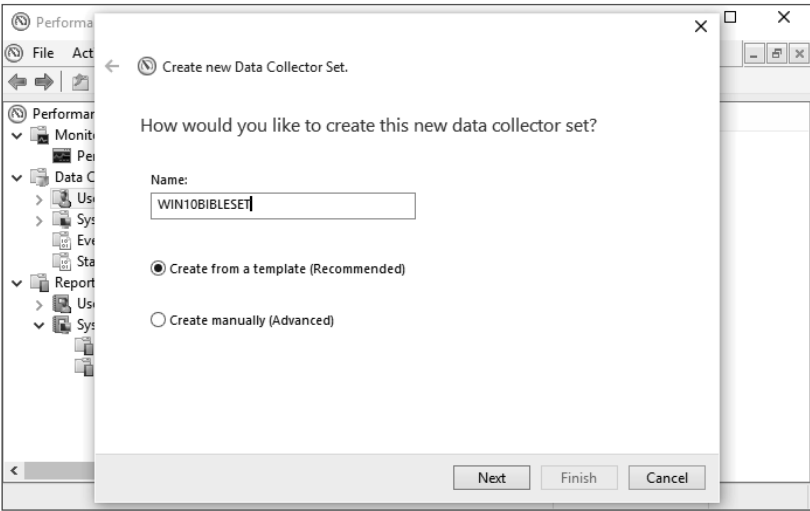 Performa
File Act
Create new Data Collector Set.
Performar
Monito
Per
Data C
Use
Sys
Eve
Sta
Report
Use
Sys
How would you like to create this new data collector set?
Name:
WIN10BIBLESET
Create from a template (Recommended)
Create manually (Advanced)
Next Finish Cancel